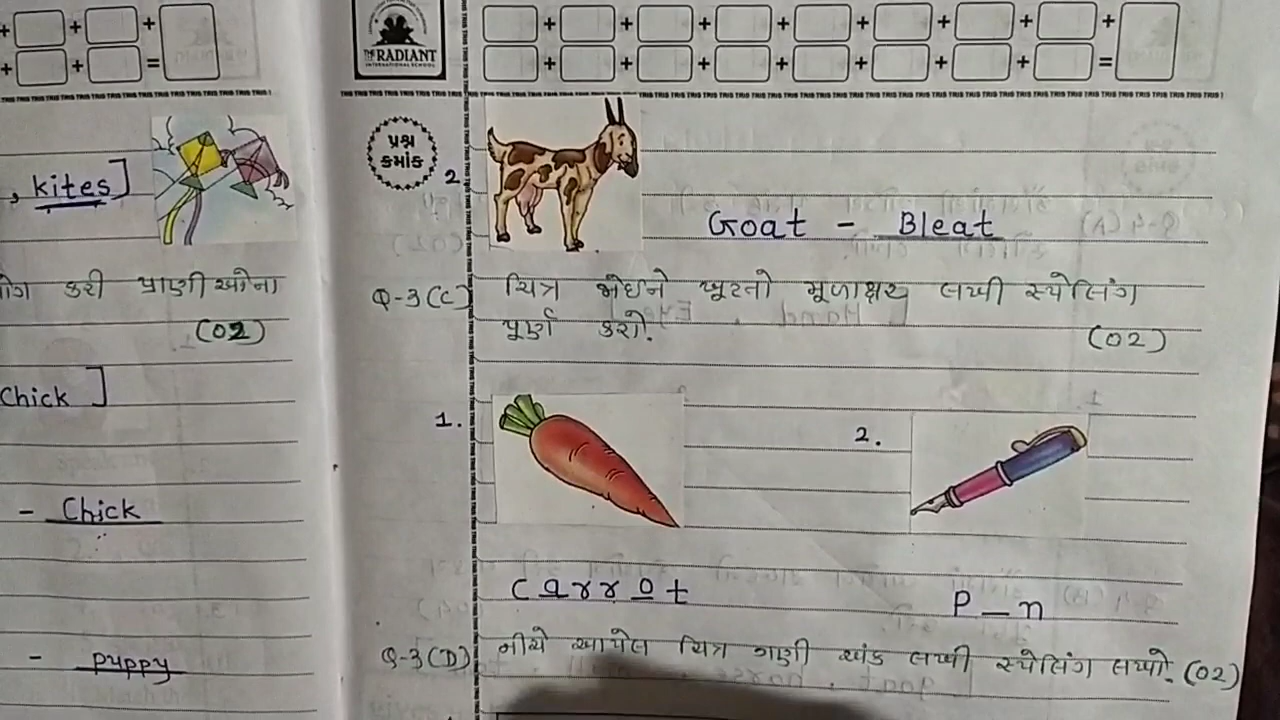 , kites]
યોગ કરી પ્રાણીઓના
(02)
Chick ]
- Chick
- puppy
THE RADIANT
INTERNATIONAL SCHOOL
પ્રશ્ન
ક્રમાંક
2
Goat - Bleat
Q-3(C) ચિત્ર જોઈને ખૂટતો મૂળાક્ષર લખી સ્પેલિંગ
પૂર્ણ કરો. (02)
1. 2.
carrot P_n
Q-3(D) નીચે આપેલ ચિત્ર ગણી અંક લખી સ્પેલિંગ લખો. (02)